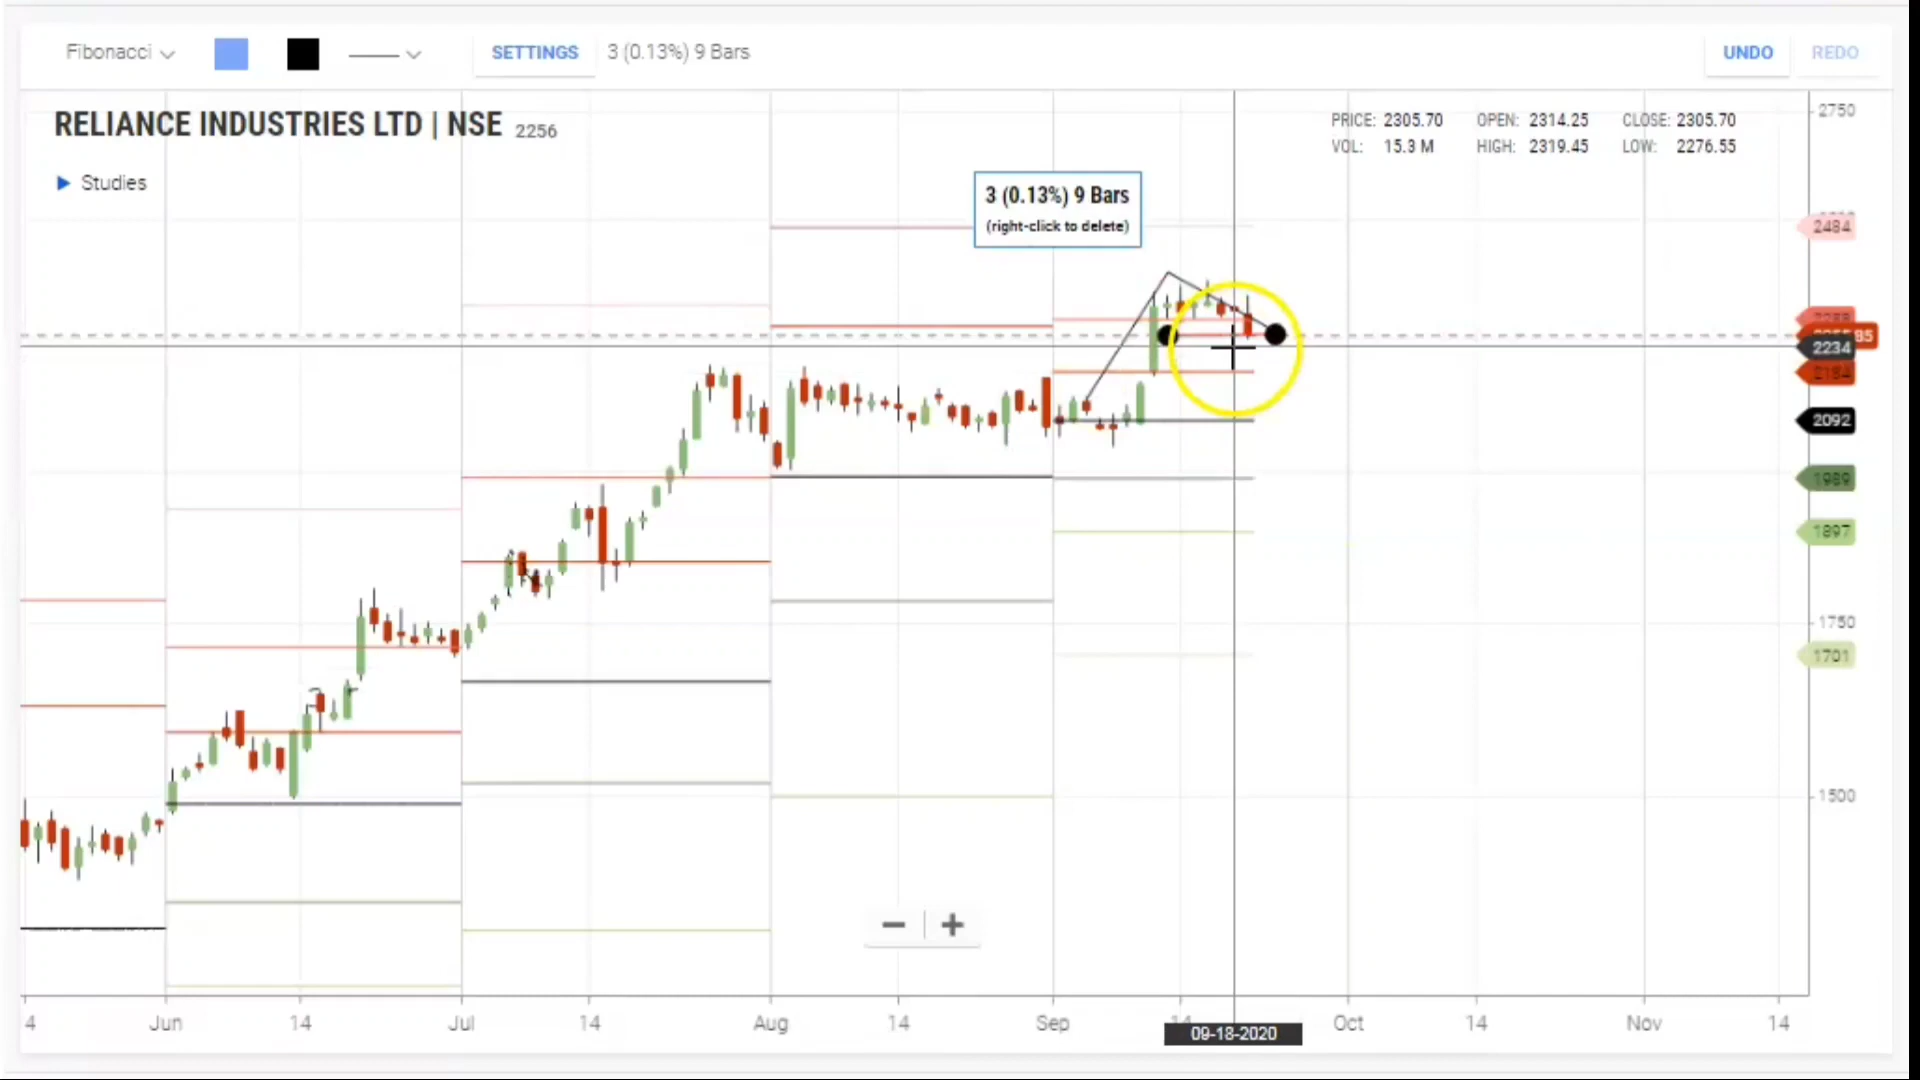 Fibonacci SETTINGS 3 (0.13%) 9 Bars UNDO REDO
RELIANCE INDUSTRIES LTD | NSE 2256
PRICE: 2305.70 OPEN: 2314.25 CLOSE: 2305.70
VOL: 15.3 M HIGH: 2319.45 LOW: 2276.55
Studies
3 (0.13%) 9 Bars
(right-click to delete)
2750
2484
85
2234
2184
2092
1989
1897
1750
1701
1500
4 Jun 14 Jul 14 Aug 14 Sep Oct 14 Nov 14
09-18-2020